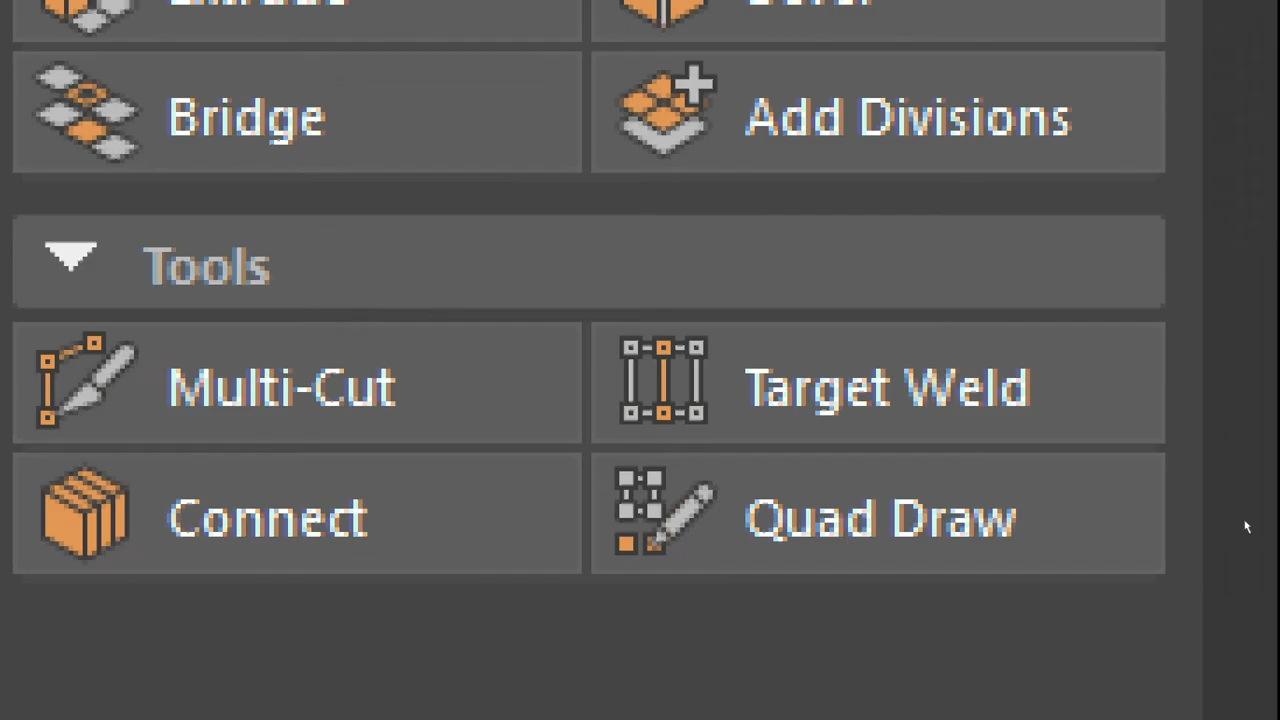 Bridge
Add Divisions
Tools
Multi-Cut
Target Weld
Connect
Quad Draw